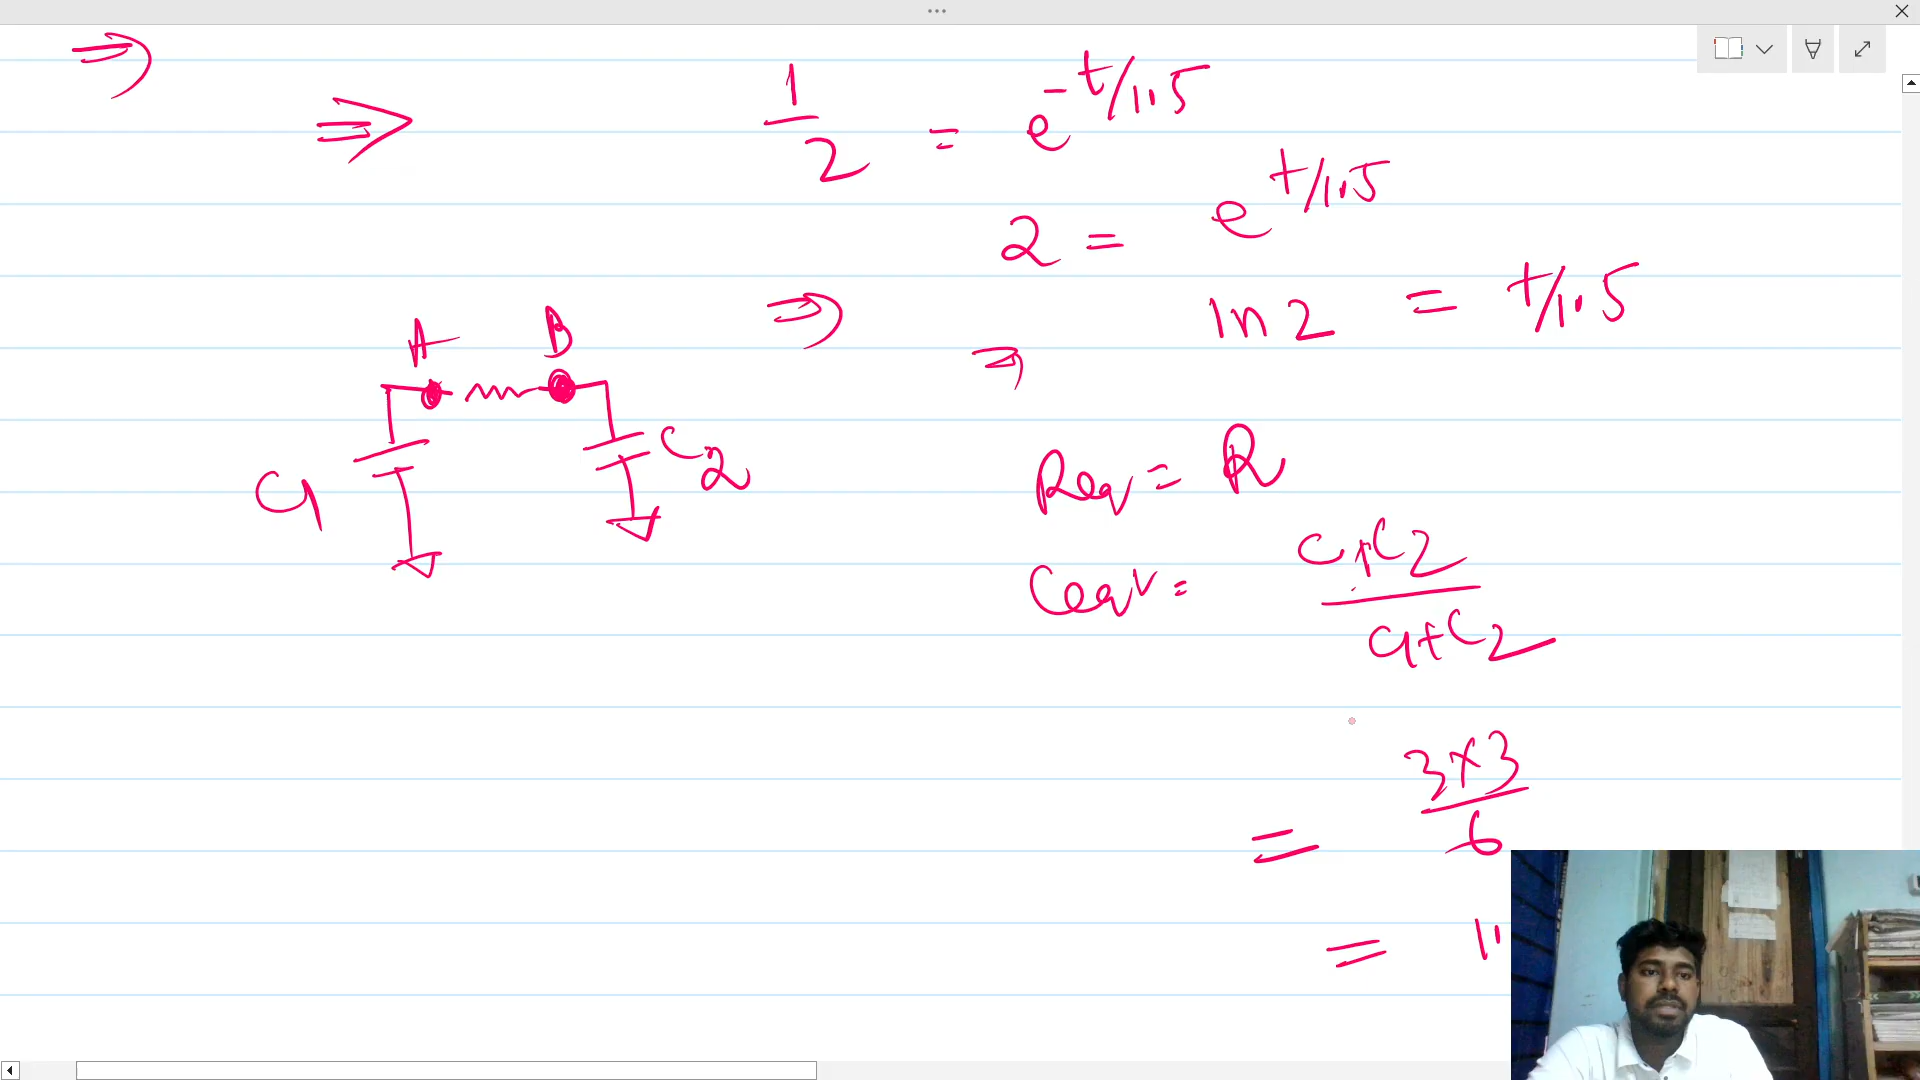 ⇒
⇒ 1/2 = e^{-t/1.5}
2 = e^{t/1.5}
⇒ ln 2 = t/1.5
⇒
A B
C1 C2
Req = R
Ceqv = C1C2 / C1+C2
= 3×3 / 6
= 1.